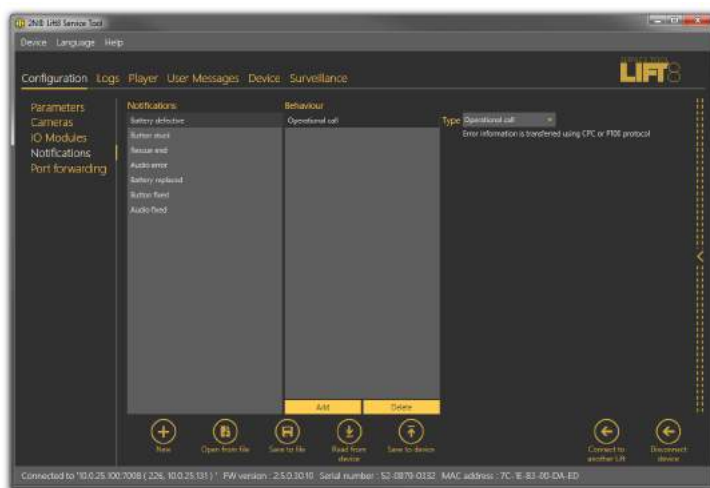 2N® Lift8 Service Tool
Device Language Help
Configuration Logs Player User Messages Device Surveillance
SERVICE TOOL
LIFT8
Parameters
Cameras
IO Modules
Notifications
Port forwarding
Notifications
Battery defective
Button stuck
Rescue end
Audio error
Battery replaced
Button fixed
Audio fixed
Behaviour
Operational call
Add Delete
Type Operational call
Error information is transferred using CPC or P100 protocol
New
Open from file
Save to file
Read from device
Save to device
Connect to another Lift
Disconnect device
Connected to '10.0.25.100:7008 ( 226, 10.0.25.131 ) ' FW version : 2.5.0.30.10 Serial number : 52-0879-0332 MAC address : 7C-1E-B3-00-DA-ED